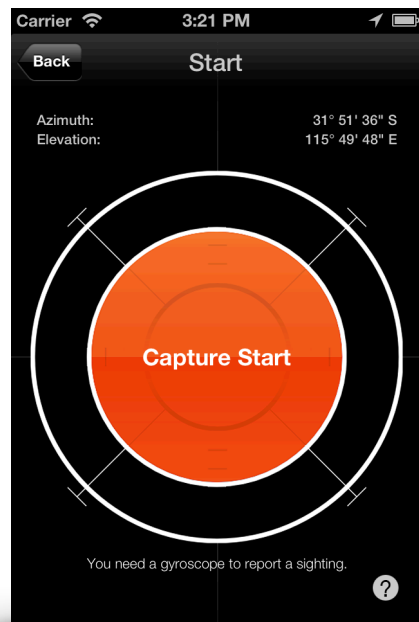 Carrier 3:21 PM
Back Start
Azimuth: 31° 51' 36" S
Elevation: 115° 49' 48" E
Capture Start
You need a gyroscope to report a sighting.
?